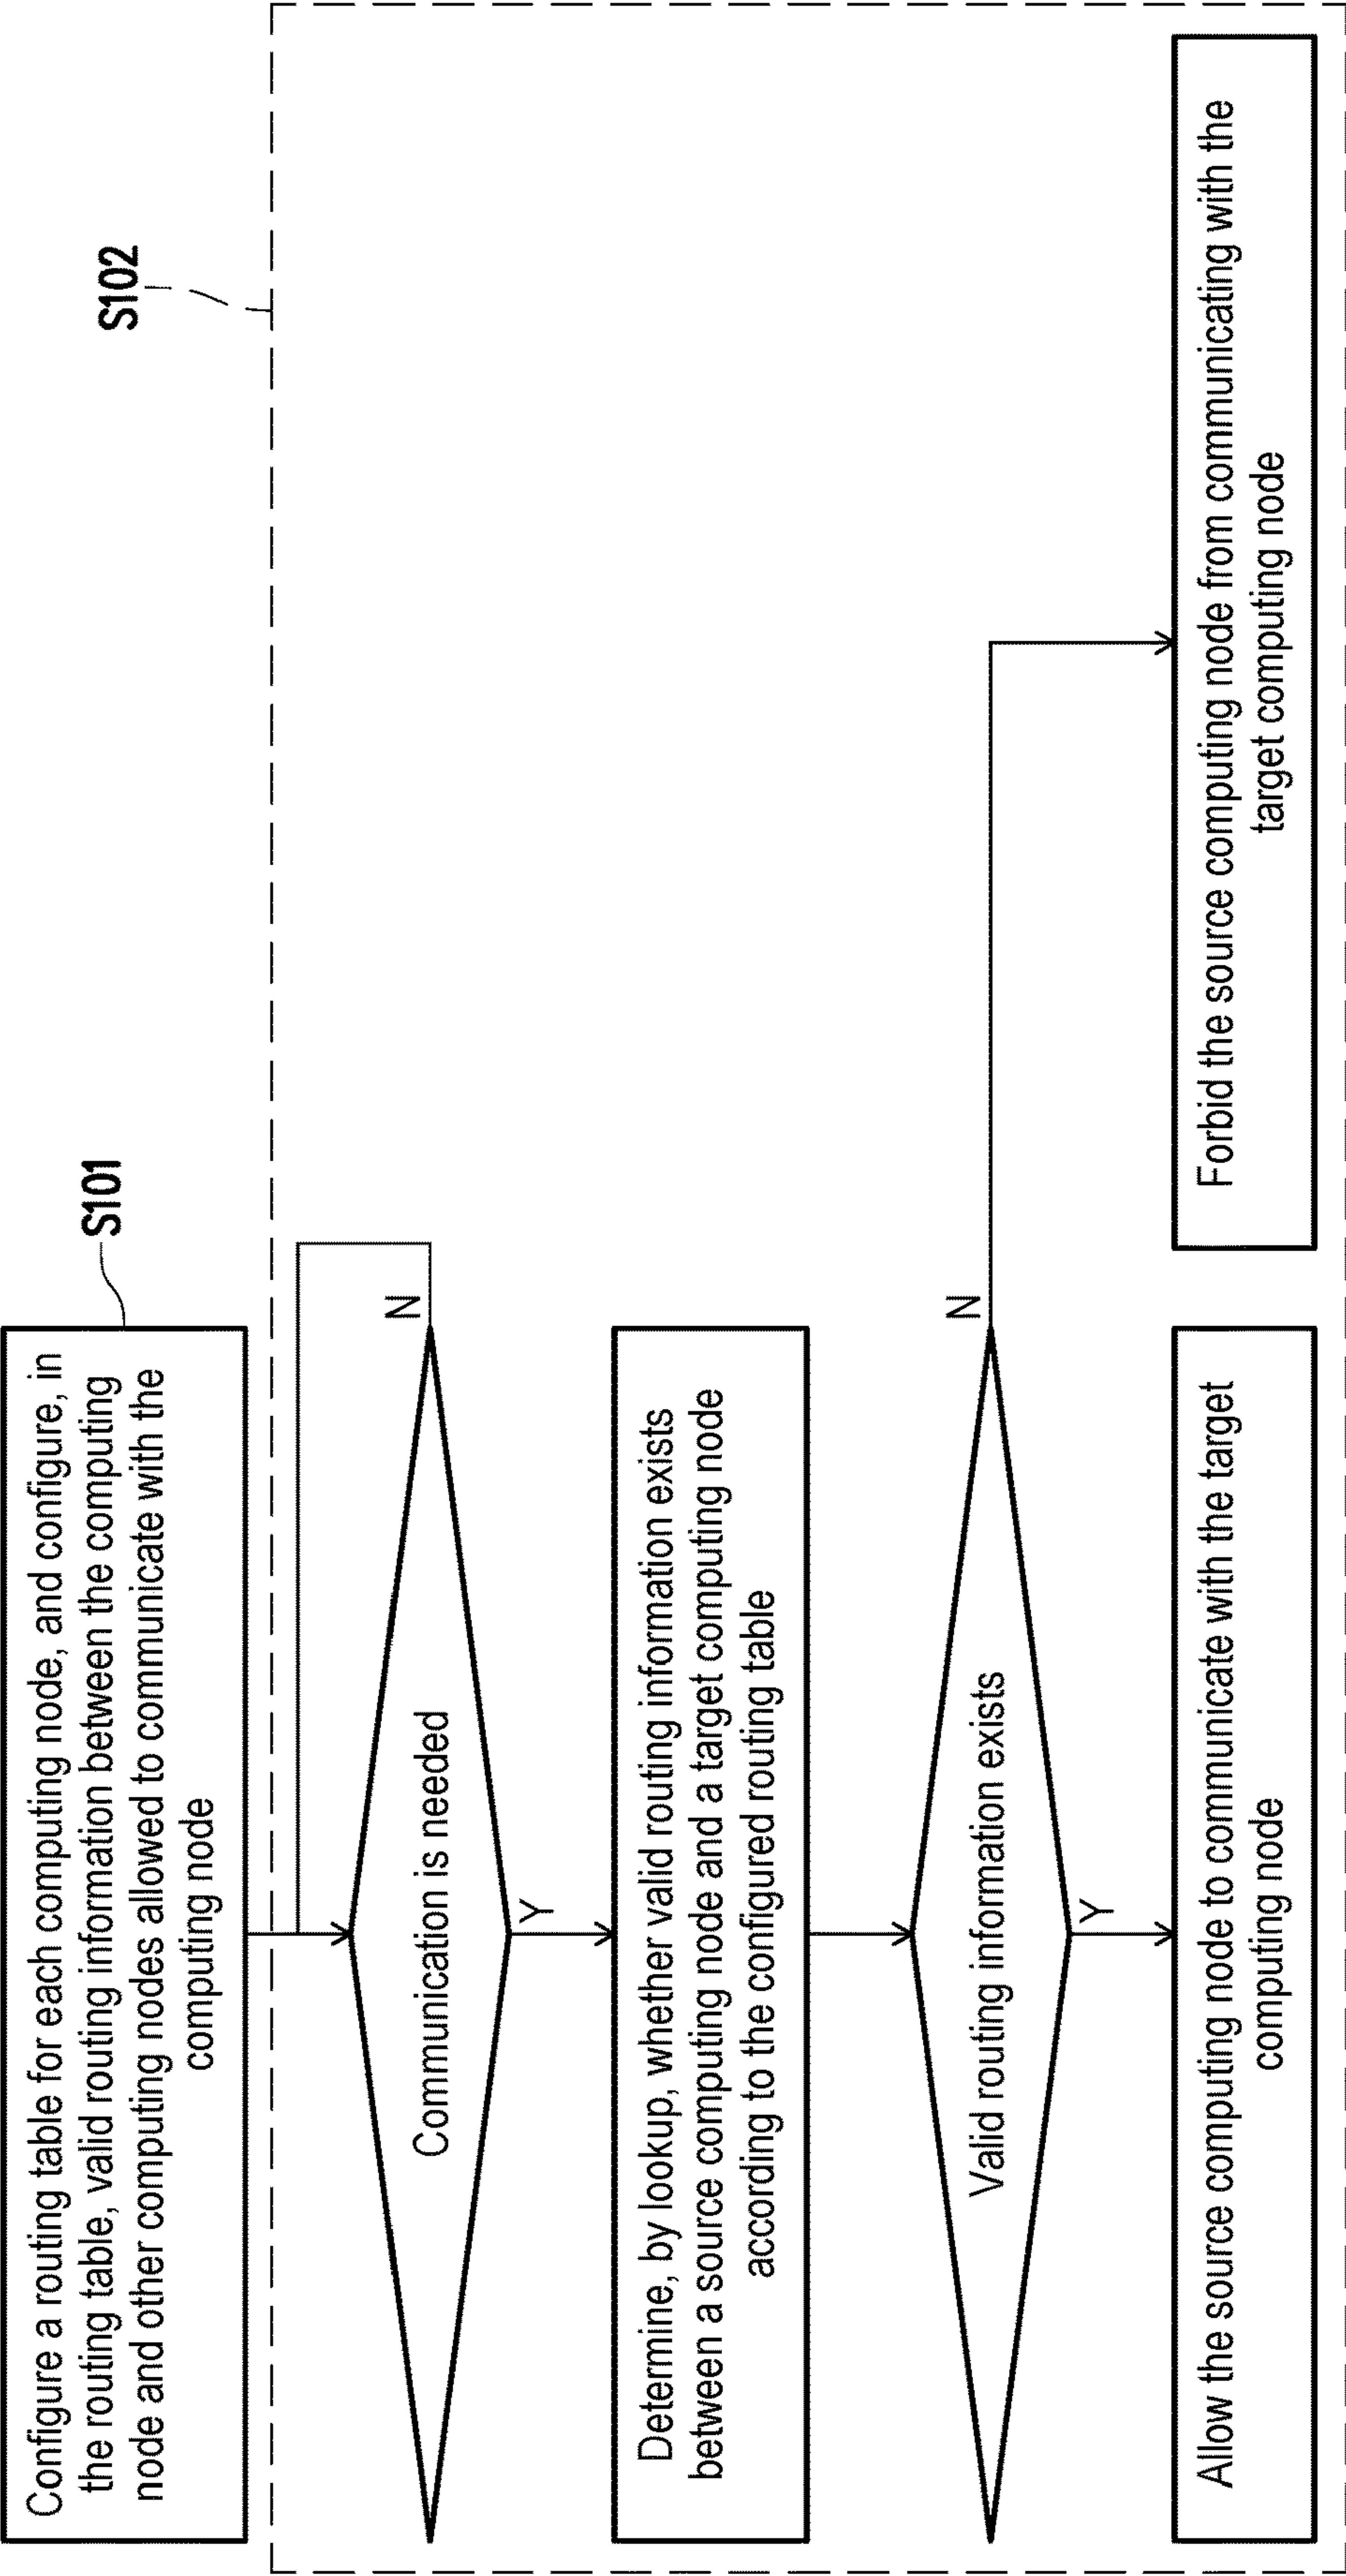 Configure a routing table for each computing node, and configure, in
the routing table, valid routing information between the computing
node and other computing nodes allowed to communicate with the
computing node
S101
S102
Communication is needed
N
Y
Determine, by lookup, whether valid routing information exists
between a source computing node and a target computing node
according to the configured routing table
Valid routing information exists
N
Y
Allow the source computing node to communicate with the target
computing node
Forbid the source computing node from communicating with the
target computing node